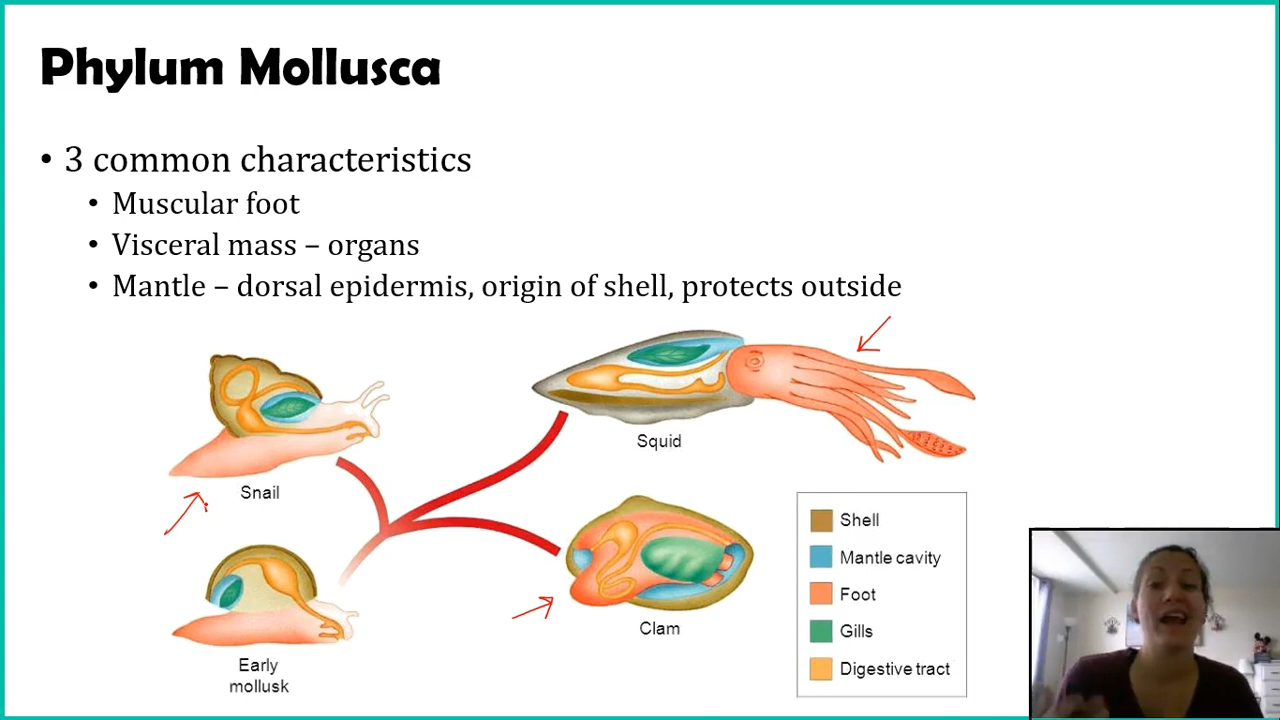 Phylum Mollusca
• 3 common characteristics
• Muscular foot
• Visceral mass – organs
• Mantle – dorsal epidermis, origin of shell, protects outside
Squid
Snail
Clam
Early
mollusk
Shell
Mantle cavity
Foot
Gills
Digestive tract